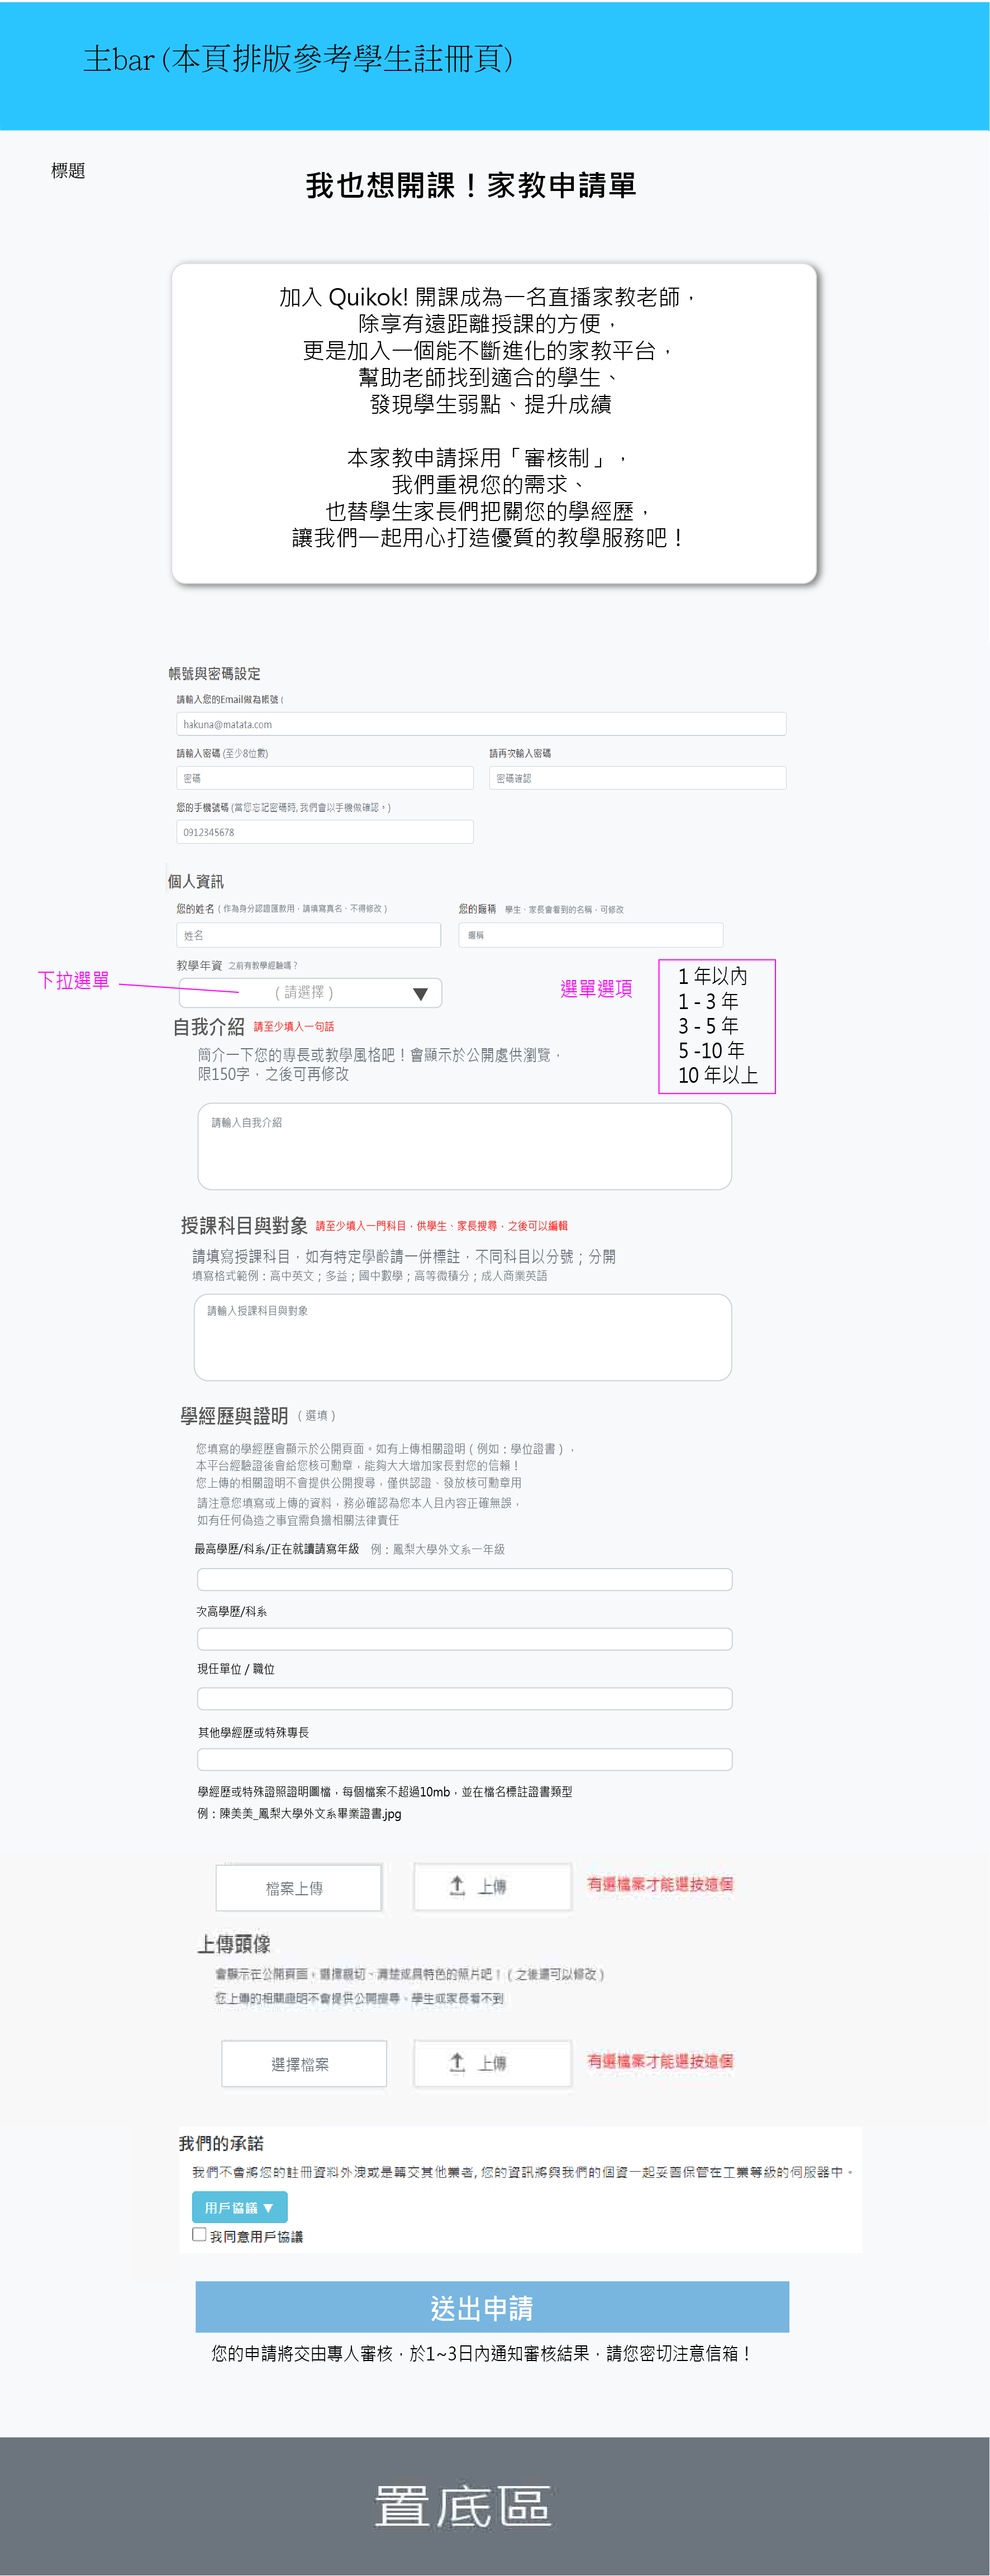 主bar (本頁排版參考學生註冊頁)
標題
我也想開課！家教申請單
加入 Quikok! 開課成為一名直播家教老師，
除享有遠距離授課的方便，
更是加入一個能不斷進化的家教平台，
幫助老師找到適合的學生、
發現學生弱點、提升成績
本家教申請採用「審核制」，
我們重視您的需求、
也替學生家長們把關您的學經歷，
讓我們一起用心打造優質的教學服務吧！
帳號與密碼設定
請輸入您的Email做為帳號 (
hakuna@matata.com
請輸入密碼 (至少8位數) 請再次輸入密碼
密碼 密碼確認
您的手機號碼 (當您忘記密碼時, 我們會以手機做確認。)
0912345678
個人資訊
您的姓名 ( 作為身分認證匯款用，請填寫真名、不得修改 ) 您的暱稱 學生、家長會看到的名稱，可修改
姓名 暱稱
教學年資 之前有教學經驗嗎？
下拉選單 ( 請選擇 ) ▼ 選單選項
1 年以內
1 - 3 年
3 - 5 年
5 -10 年
10 年以上
自我介紹 請至少填入一句話
簡介一下您的專長或教學風格吧！會顯示於公開處供瀏覽，
限150字，之後可再修改
請輸入自我介紹
授課科目與對象 請至少填入一門科目，供學生、家長搜尋，之後可以編輯
請填寫授課科目，如有特定學齡請一併標註，不同科目以分號；分開
填寫格式範例：高中英文；多益；國中數學；高等微積分；成人商業英語
請輸入授課科目與對象
學經歷與證明 ( 選填 )
您填寫的學經歷會顯示於公開頁面。如有上傳相關證明 ( 例如：學位證書 )，
本平台經驗證後會給您核可勳章，能夠大大增加家長對您的信賴！
您上傳的相關證明不會提供公開搜尋，僅供認證、發放核可勳章用
請注意您填寫或上傳的資料，務必確認為您本人且內容正確無誤，
如有任何偽造之事宜需負擔相關法律責任
最高學歷/科系/正在就讀請寫年級 例：鳳梨大學外文系一年級
次高學歷/科系
現任單位 / 職位
其他學經歷或特殊專長
學經歷或特殊證照證明圖檔，每個檔案不超過10mb，並在檔名標註證書類型
例：陳美美_鳳梨大學外文系畢業證書.jpg
檔案上傳 上傳 有選檔案才能選按這個
上傳頭像
會顯示在公開頁面，選擇親切、清楚或具特色的照片吧！ ( 之後還可以修改 )
您上傳的相關證明不會提供公開搜尋、學生或家長看不到
選擇檔案 上傳 有選檔案才能選按這個
我們的承諾
我們不會將您的註冊資料外洩或是轉交其他業者, 您的資訊將與我們的個資一起妥善保管在工業等級的伺服器中。
用戶協議 ▼
我同意用戶協議
送出申請
您的申請將交由專人審核，於1~3日內通知審核結果，請您密切注意信箱！
置底區